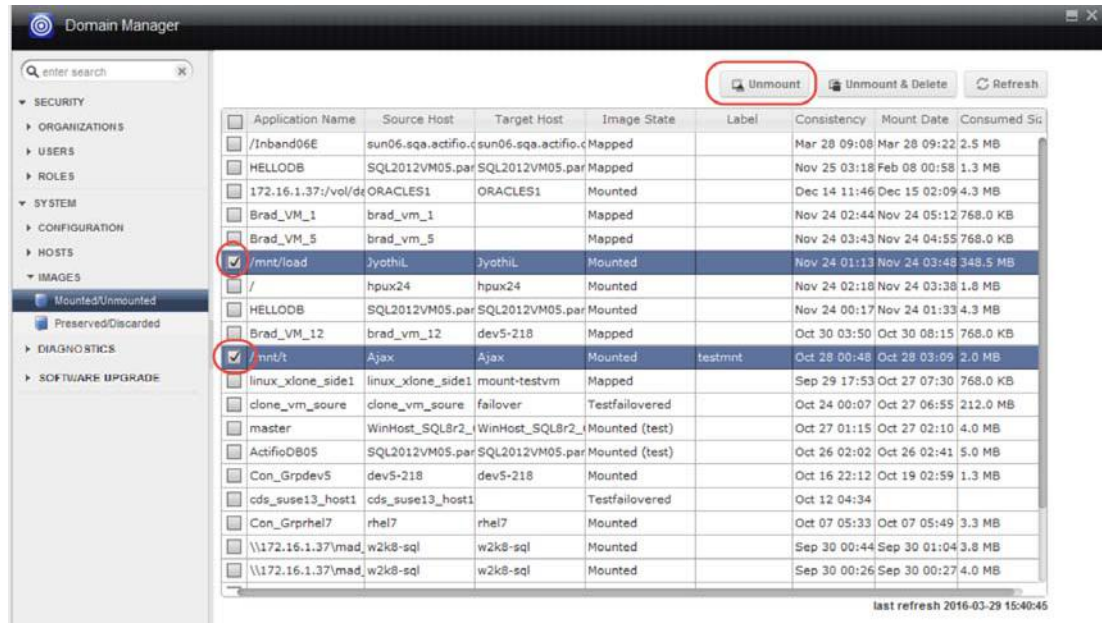 Domain Manager
enter search
SECURITY
ORGANIZATIONS
USERS
ROLES
SYSTEM
CONFIGURATION
HOSTS
IMAGES
Mounted/Unmounted
Preserved/Discarded
DIAGNOSTICS
SOFTWARE UPGRADE
Unmount Unmount & Delete Refresh
Application Name Source Host Target Host Image State Label Consistency Mount Date Consumed Siz
/Inband06E sun06.sqa.actifio.c sun06.sqa.actifio.c Mapped Mar 28 09:08 Mar 28 09:22 2.5 MB
HELLODB SQL2012VM05.par SQL2012VM05.par Mapped Nov 25 03:18 Feb 08 00:58 1.3 MB
172.16.1.37:/vol/da ORACLES1 ORACLES1 Mounted Dec 14 11:46 Dec 15 02:09 4.3 MB
Brad_VM_1 brad_vm_1 Mapped Nov 24 02:44 Nov 24 05:12 768.0 KB
Brad_VM_5 brad_vm_5 Mapped Nov 24 03:43 Nov 24 04:55 768.0 KB
/mnt/load JyothiL JyothiL Mounted Nov 24 01:13 Nov 24 03:48 348.5 MB
/ hpux24 hpux24 Mounted Nov 24 02:18 Nov 24 03:38 1.8 MB
HELLODB SQL2012VM05.par SQL2012VM05.par Mounted Nov 24 00:17 Nov 24 01:33 4.3 MB
Brad_VM_12 brad_vm_12 dev5-218 Mapped Oct 30 03:50 Oct 30 08:15 768.0 KB
/mnt/t Ajax Ajax Mounted testmnt Oct 28 00:48 Oct 28 03:09 2.0 MB
linux_xlone_side1 linux_xlone_side1 mount-testvm Mapped Sep 29 17:53 Oct 27 07:30 768.0 KB
clone_vm_soure clone_vm_soure failover Testfailovered Oct 24 00:07 Oct 27 06:55 212.0 MB
master WinHost_SQL8r2_ WinHost_SQL8r2_ Mounted (test) Oct 27 01:15 Oct 27 02:10 4.0 MB
ActifioDB05 SQL2012VM05.par SQL2012VM05.par Mounted (test) Oct 26 02:02 Oct 26 02:41 5.0 MB
Con_Grpdev5 dev5-218 dev5-218 Mounted Oct 16 22:12 Oct 19 02:59 1.3 MB
cds_suse13_host1 cds_suse13_host1 Testfailovered Oct 12 04:34
Con_Grprhel7 rhel7 rhel7 Mounted Oct 07 05:33 Oct 07 05:49 3.3 MB
\\172.16.1.37\mad_ w2k8-sql w2k8-sql Mounted Sep 30 00:44 Sep 30 01:04 3.8 MB
\\172.16.1.37\mad_ w2k8-sql w2k8-sql Mounted Sep 30 00:26 Sep 30 00:27 4.0 MB
last refresh 2016-03-29 15:40:45